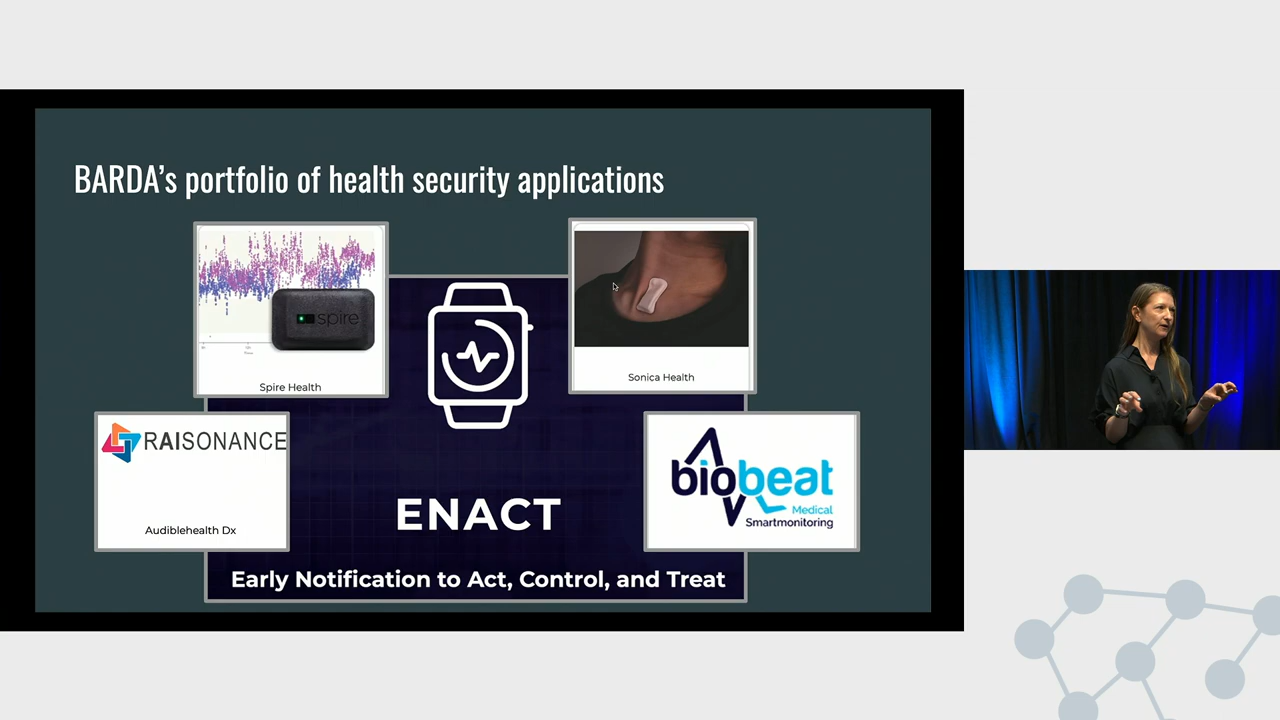 BARDA's portfolio of health security applications
spire
Spire Health
Sonica Health
RAISONANCE
Audiblehealth Dx
biobeat
Medical
Smartmonitoring
ENACT
Early Notification to Act, Control, and Treat